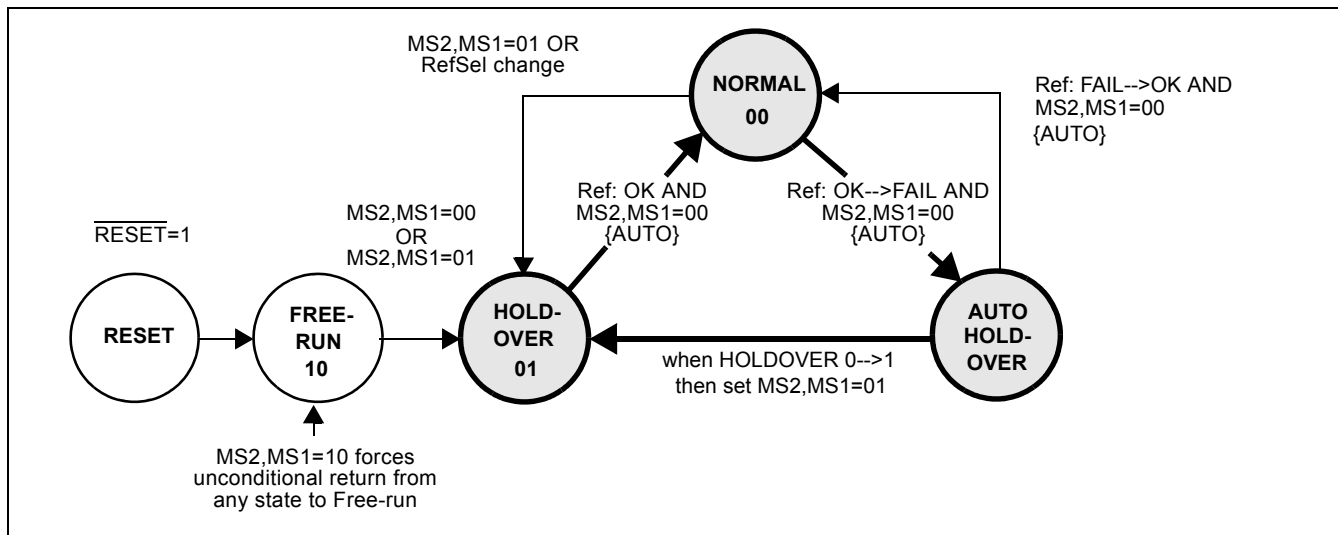 MS2,MS1=01 OR
RefSel change
NORMAL
00
Ref: FAIL-->OK AND
MS2,MS1=00
{AUTO}
Ref: OK AND
MS2,MS1=00
{AUTO}
Ref: OK-->FAIL AND
MS2,MS1=00
{AUTO}
MS2,MS1=00
OR
MS2,MS1=01
RESET=1
RESET
FREE-
RUN
10
HOLD-
OVER
01
AUTO
HOLD-
OVER
when HOLDOVER 0-->1
then set MS2,MS1=01
MS2,MS1=10 forces
unconditional return from
any state to Free-run